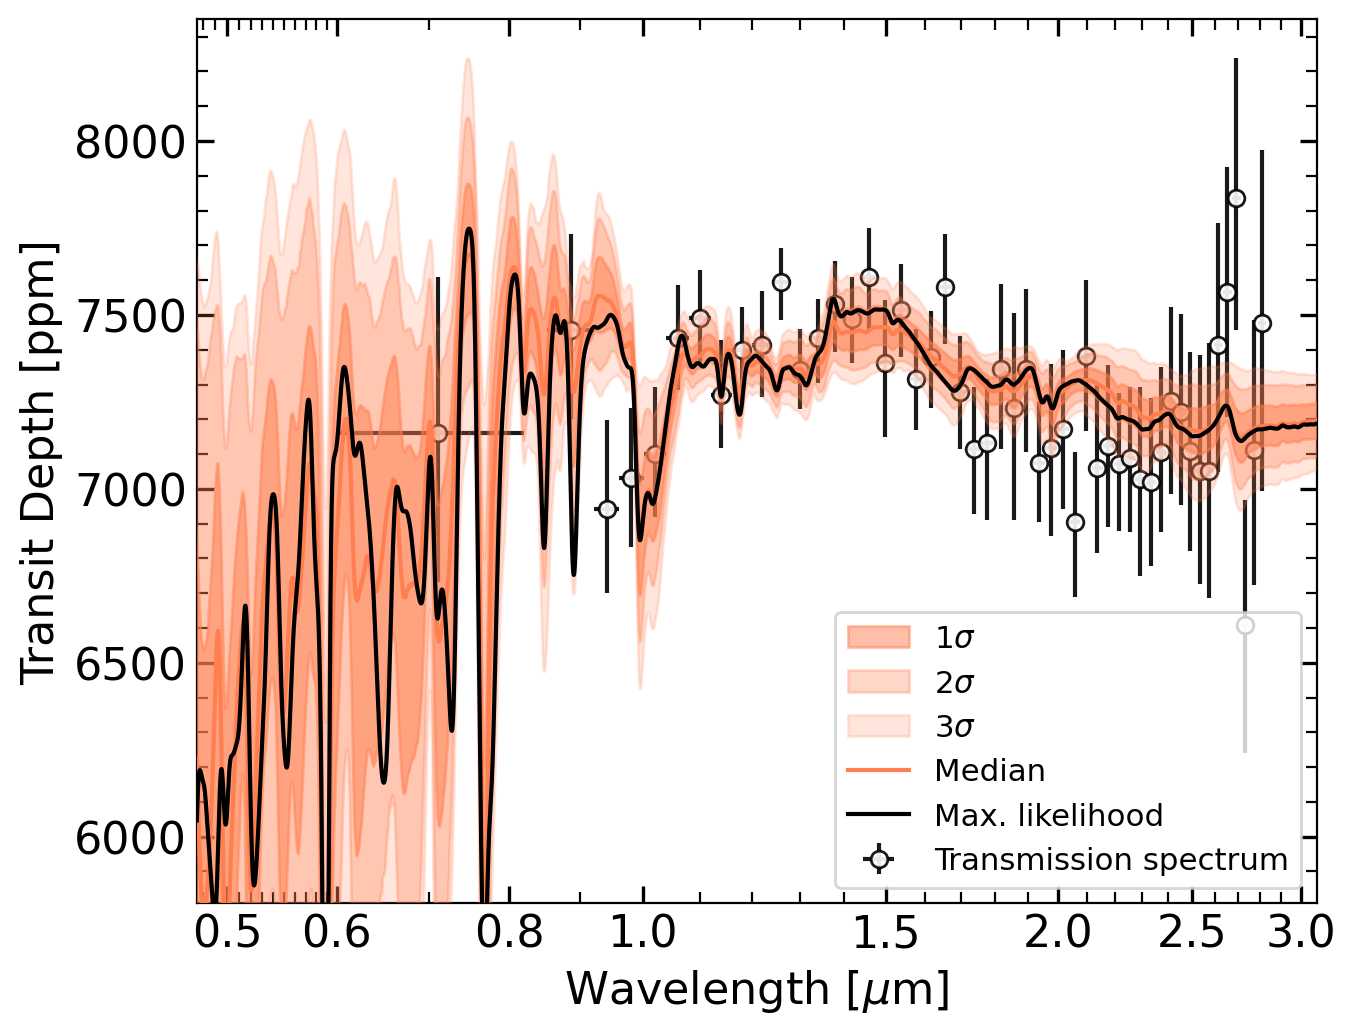 Transit Depth [ppm]
8000
7500
7000
6500
6000
1σ
2σ
3σ
Median
Max. likelihood
Transmission spectrum
0.5 0.6 0.8 1.0 1.5 2.0 2.5 3.0
Wavelength [μm]